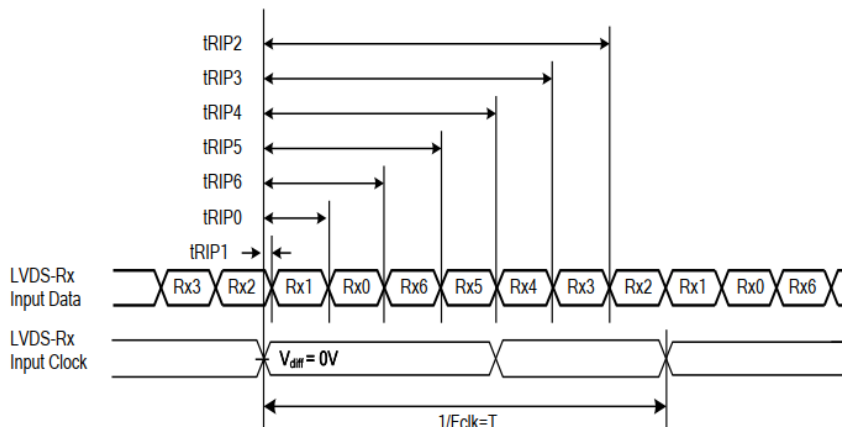 tRIP2
tRIP3
tRIP4
tRIP5
tRIP6
tRIP0
tRIP1
LVDS-Rx
Input Data
Rx3 Rx2 Rx1 Rx0 Rx6 Rx5 Rx4 Rx3 Rx2 Rx1 Rx0 Rx6
LVDS-Rx
Input Clock
Vdiff = 0V
1/Fclk=T